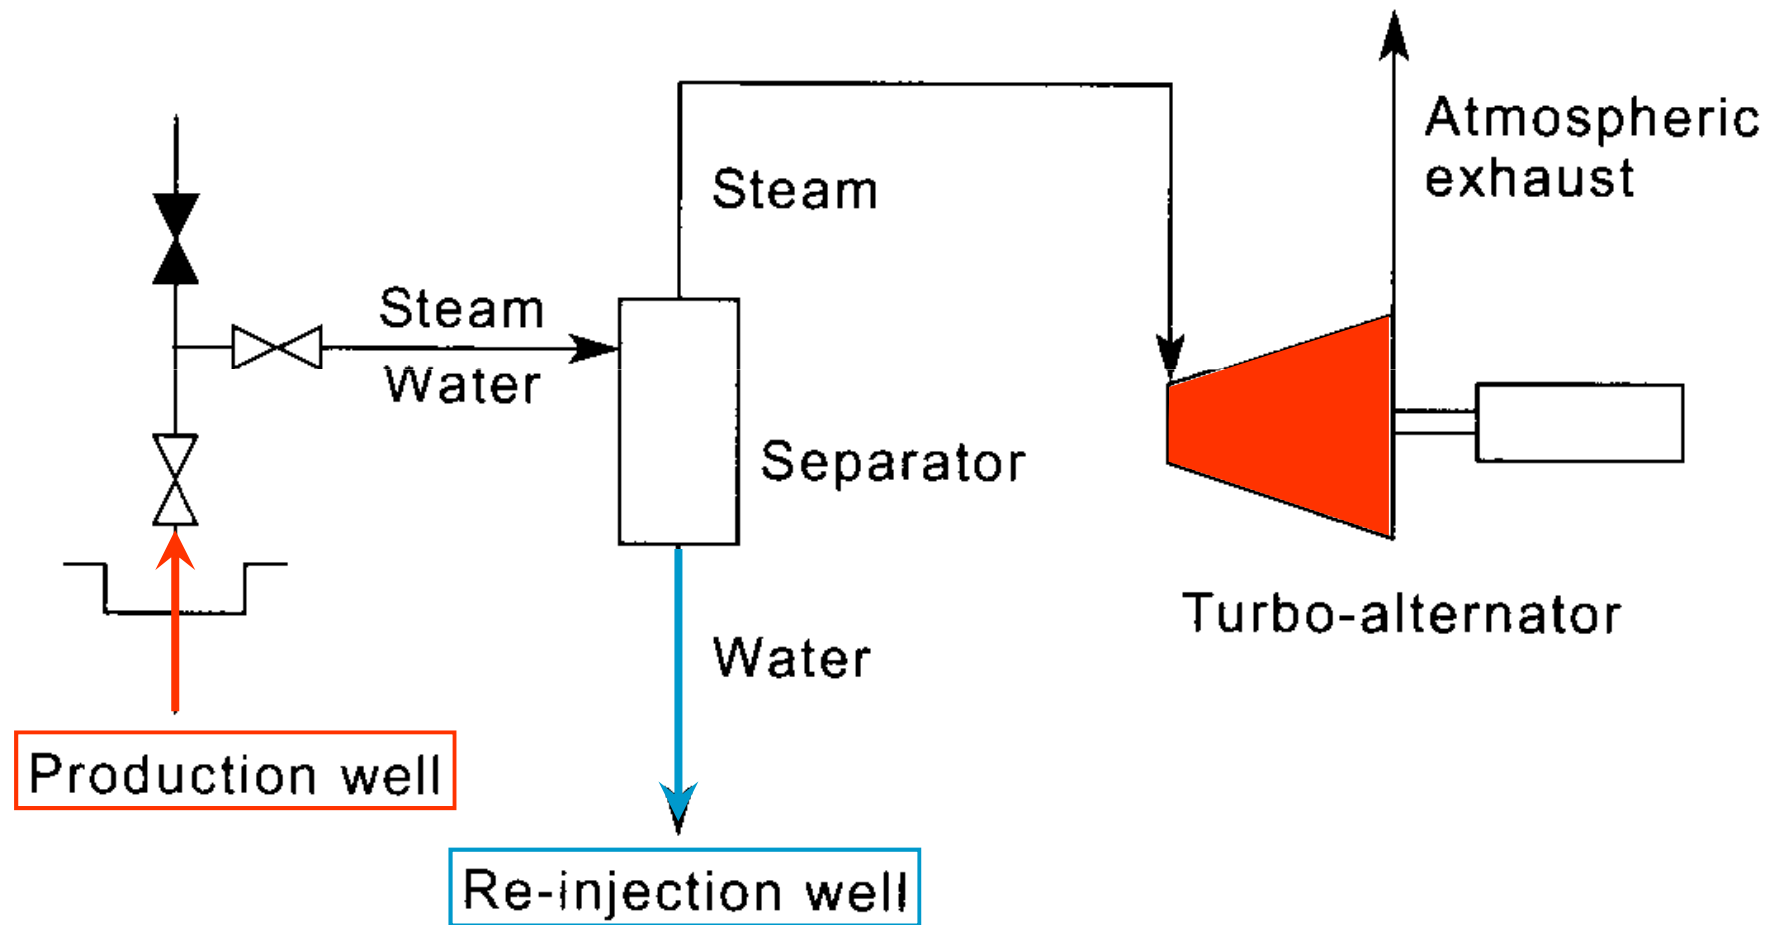 Atmospheric
exhaust
Steam
Steam
Water
Separator
Turbo-alternator
Water
Production well
Re-injection well